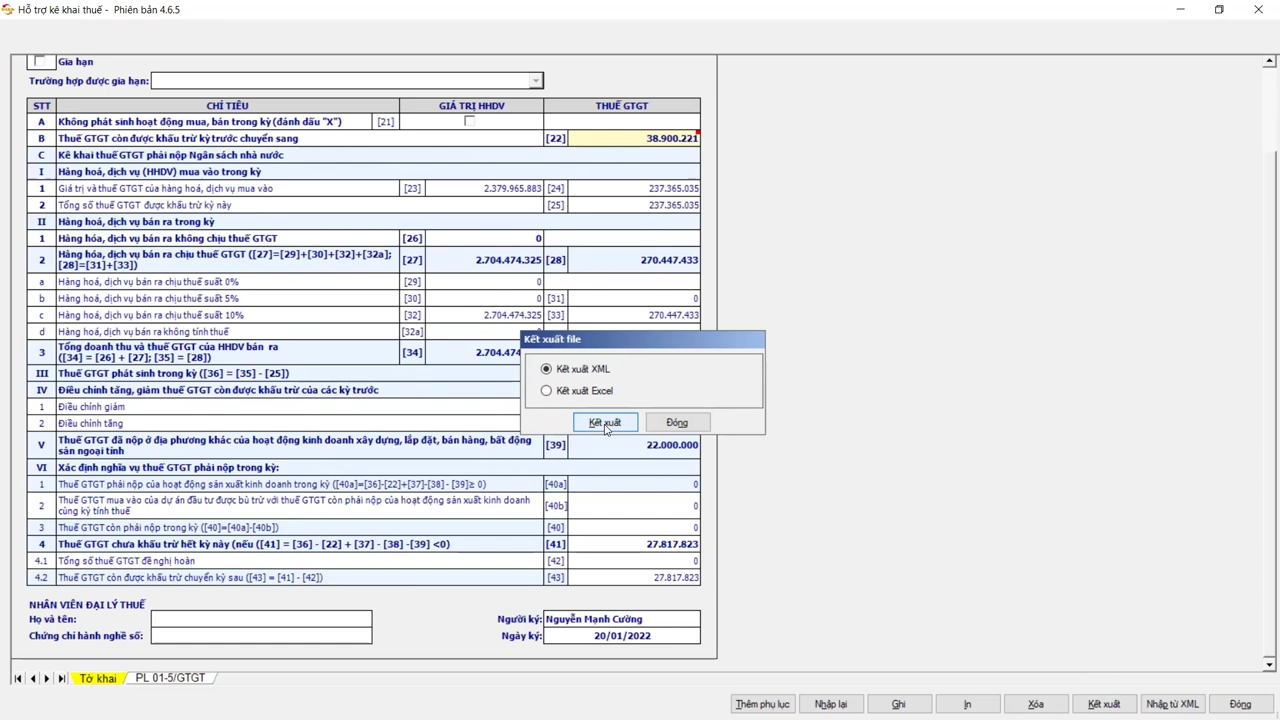 Hỗ trợ kê khai thuế - Phiên bản 4.6.5
Gia hạn
Trường hợp được gia hạn:
STT CHỈ TIÊU GIÁ TRỊ HHDV THUẾ GTGT
A Không phát sinh hoạt động mua, bán trong kỳ (đánh dấu "X") [21]
B Thuế GTGT còn được khấu trừ kỳ trước chuyển sang [22] 38.900.221
C Kê khai thuế GTGT phải nộp Ngân sách nhà nước
I Hàng hoá, dịch vụ (HHDV) mua vào trong kỳ
1 Giá trị và thuế GTGT của hàng hoá, dịch vụ mua vào [23] 2.379.965.883 [24] 237.365.035
2 Tổng số thuế GTGT được khấu trừ kỳ này [25] 237.365.035
II Hàng hoá, dịch vụ bán ra trong kỳ
1 Hàng hóa, dịch vụ bán ra không chịu thuế GTGT [26] 0
2 Hàng hóa, dịch vụ bán ra chịu thuế GTGT ([27]=[29]+[30]+[32]+[32a]; [27] 2.704.474.325 [28] 270.447.433
[28]=[31]+[33])
a Hàng hoá, dịch vụ bán ra chịu thuế suất 0% [29] 0
b Hàng hoá, dịch vụ bán ra chịu thuế suất 5% [30] 0 [31] 0
c Hàng hoá, dịch vụ bán ra chịu thuế suất 10% [32] 2.704.474.325 [33] 270.447.433
d Hàng hoá, dịch vụ bán ra không tính thuế [32a]
3 Tổng doanh thu và thuế GTGT của HHDV bán ra [34] 2.704.47
([34] = [26] + [27]; [35] = [28])
III Thuế GTGT phát sinh trong kỳ ([36] = [35] - [25])
IV Điều chỉnh tăng, giảm thuế GTGT còn được khấu trừ của các kỳ trước
1 Điều chỉnh giảm
2 Điều chỉnh tăng
V Thuế GTGT đã nộp ở địa phương khác của hoạt động kinh doanh xây dựng, lắp đặt, bán hàng, bất động [39] 22.000.000
sản ngoại tỉnh
VI Xác định nghĩa vụ thuế GTGT phải nộp trong kỳ:
1 Thuế GTGT phải nộp của hoạt động sản xuất kinh doanh trong kỳ ([40a]=[36]-[22]+[37]-[38]- [39]≥ 0) [40a] 0
2 Thuế GTGT mua vào của dự án đầu tư được bù trừ với thuế GTGT còn phải nộp của hoạt động sản xuất kinh doanh [40b] 0
cùng kỳ tính thuế
3 Thuế GTGT còn phải nộp trong kỳ ([40]=[40a]-[40b]) [40] 0
4 Thuế GTGT chưa khấu trừ hết kỳ này (nếu ([41] = [36] - [22] + [37] - [38] -[39] <0) [41] 27.817.823
4.1 Tổng số thuế GTGT đề nghị hoàn [42] 0
4.2 Thuế GTGT còn được khấu trừ chuyển kỳ sau ([43] = [41] - [42]) [43] 27.817.823
Kết xuất file
Kết xuất XML
Kết xuất Excel
Kết xuất Đóng
NHÂN VIÊN ĐẠI LÝ THUẾ
Họ và tên: Người ký: Nguyễn Mạnh Cường
Chứng chỉ hành nghề số: Ngày ký: 20/01/2022
Tờ khai PL 01-5/GTGT
Thêm phụ lục Nhập lại Ghi In Xóa Kết xuất Nhập từ XML Đóng